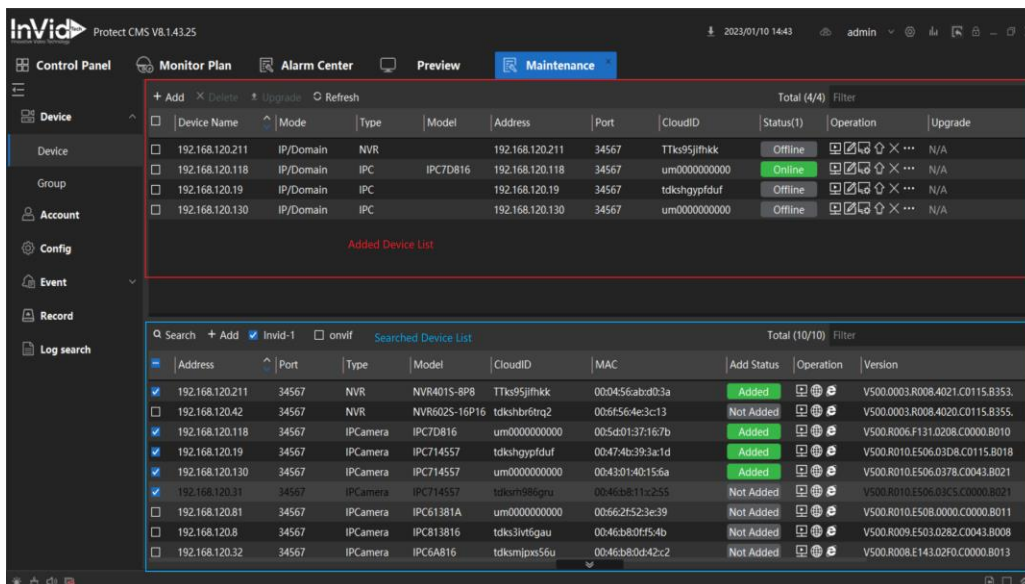 InVid Tech Protect CMS V8.1.43.25 2023/01/10 14:43 admin
Control Panel Monitor Plan Alarm Center Preview Maintenance
+ Add Delete Upgrade Refresh Total (4/4) Filter
Device
Device Name Mode Type Model Address Port CloudID Status(1) Operation Upgrade
Device
192.168.120.211 IP/Domain NVR 192.168.120.211 34567 TTks95jifhkk Offline N/A
192.168.120.118 IP/Domain IPC IPC7D816 192.168.120.118 34567 um0000000000 Online N/A
Group
192.168.120.19 IP/Domain IPC 192.168.120.19 34567 tdkshgypfduf Offline N/A
192.168.120.130 IP/Domain IPC 192.168.120.130 34567 um0000000000 Offline N/A
Account
Config
Added Device List
Event
Record
Log search
Search + Add Invid-1 onvif Searched Device List Total (10/10) Filter
Address Port Type Model CloudID MAC Add Status Operation Version
192.168.120.211 34567 NVR NVR401S-8P8 TTks95jifhkk 00:04:56:ab:d0:3a Added V500.0003.R008.4021.C0115.B353.
192.168.120.42 34567 NVR NVR602S-16P16 tdkshbr6trq2 00:6f:56:4e:3c:13 Not Added V500.0003.R008.4020.C0115.B355.
192.168.120.118 34567 IPCamera IPC7D816 um0000000000 00:5d:01:37:16:7b Added V500.R006.F131.0208.C0000.B010
192.168.120.19 34567 IPCamera IPC714557 tdkshgypfduf 00:47:4b:39:3a:1d Added V500.R010.E506.03D8.C0115.B018
192.168.120.130 34567 IPCamera IPC714557 um0000000000 00:43:01:40:15:6a Added V500.R010.E506.0378.C0043.B021
192.168.120.31 34567 IPCamera IPC714557 tdksrh986gru 00:46:b8:11:c2:55 Not Added V500.R010.E506.03C5.C0000.B021
192.168.120.81 34567 IPCamera IPC61381A um0000000000 00:66:2f:52:3e:39 Not Added V500.R010.E50B.0000.C0000.B011
192.168.120.8 34567 IPCamera IPC813816 tdks3ivt6gau 00:46:b8:0f:f5:4b Not Added V500.R009.E503.0282.C0043.B008
192.168.120.32 34567 IPCamera IPC6A816 tdksmjpxs56u 00:46:b8:0d:42:c2 Not Added V500.R008.E143.02F0.C0000.B013